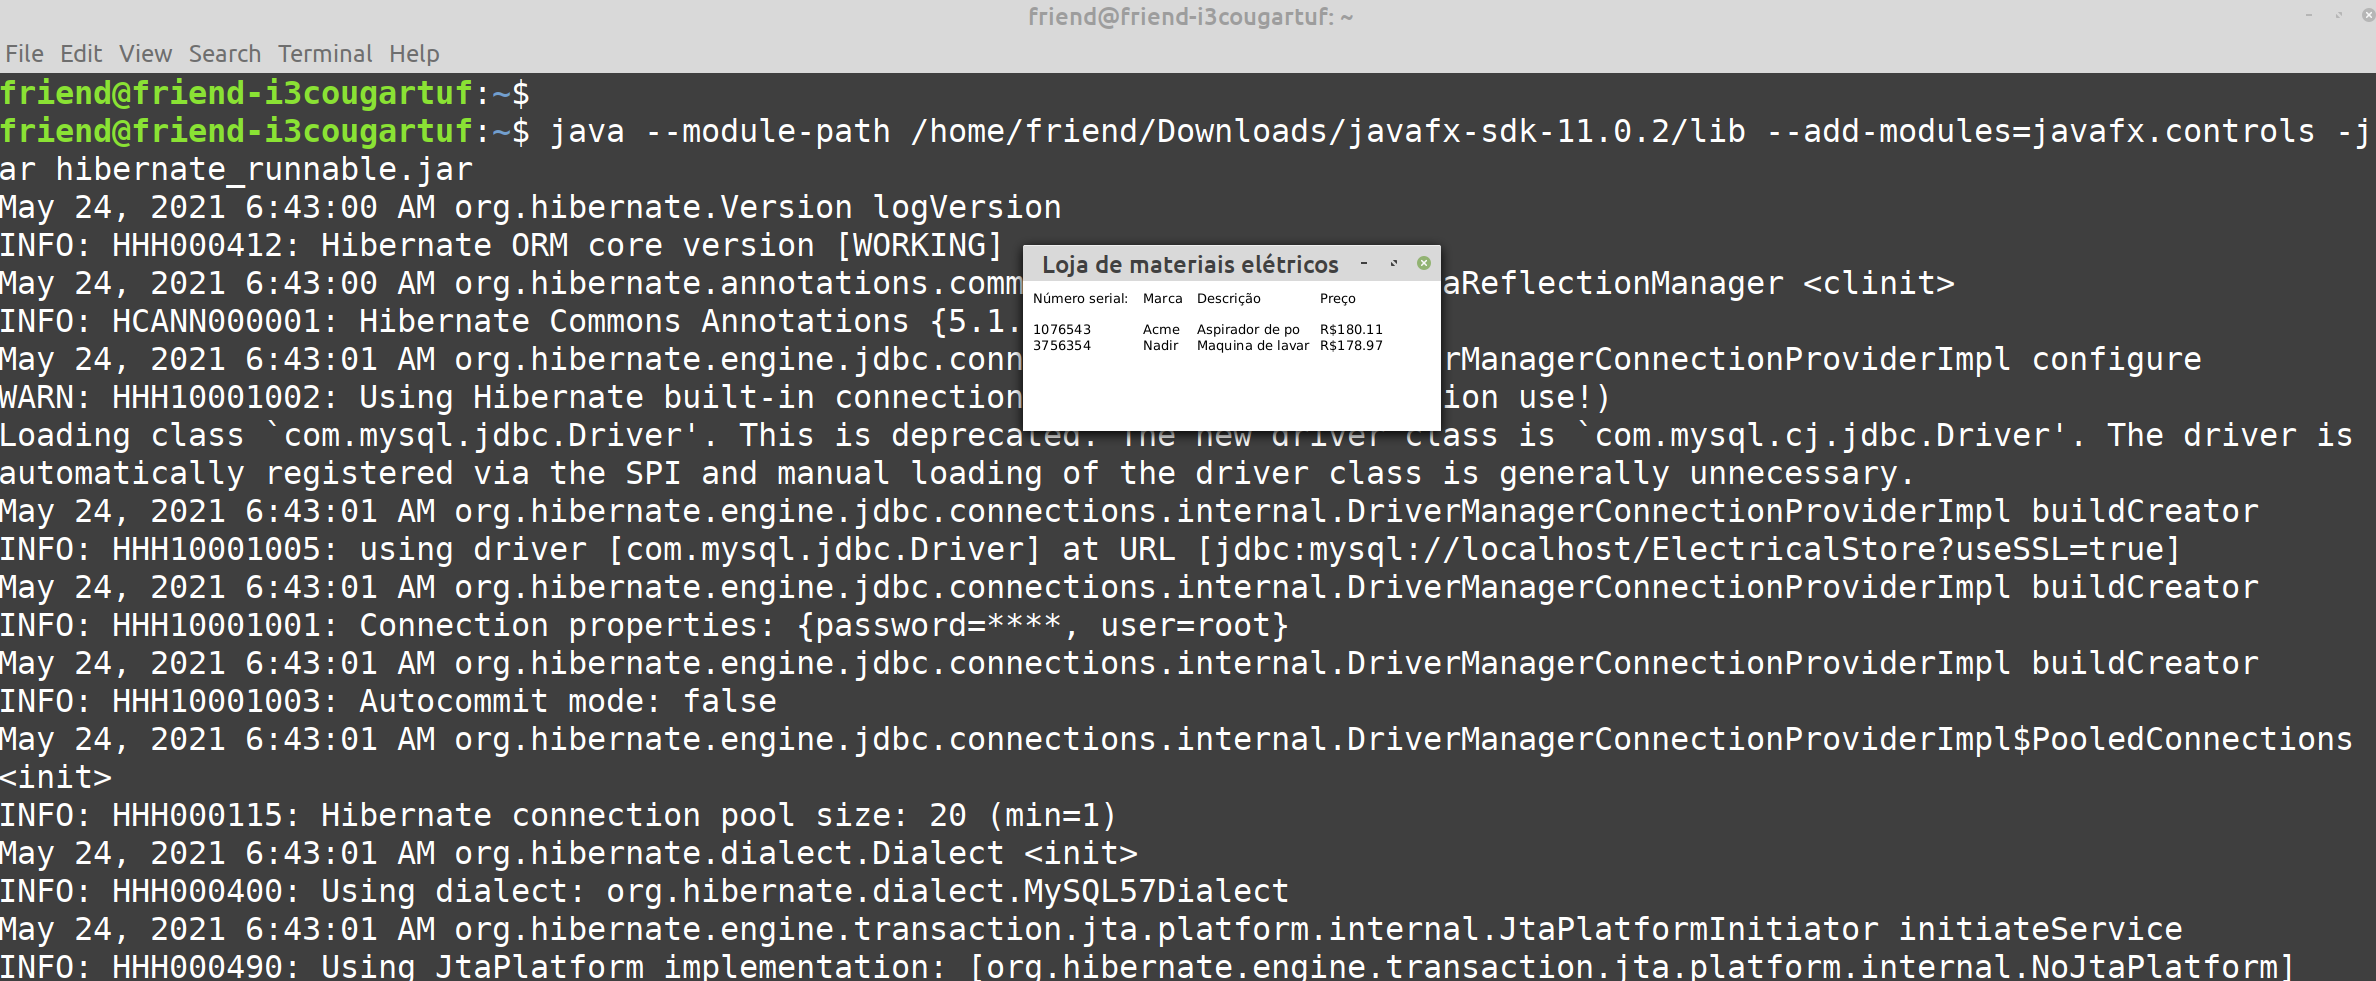 friend@friend-i3cougartuf: ~
File Edit View Search Terminal Help
friend@friend-i3cougartuf:~$
friend@friend-i3cougartuf:~$ java --module-path /home/friend/Downloads/javafx-sdk-11.0.2/lib --add-modules=javafx.controls -j
ar hibernate_runnable.jar
May 24, 2021 6:43:00 AM org.hibernate.Version logVersion
INFO: HHH000412: Hibernate ORM core version [WORKING]
May 24, 2021 6:43:00 AM org.hibernate.annotations.comm aReflectionManager <clinit>
INFO: HCANN000001: Hibernate Commons Annotations {5.1.
May 24, 2021 6:43:01 AM org.hibernate.engine.jdbc.conn rManagerConnectionProviderImpl configure
WARN: HHH10001002: Using Hibernate built-in connection ion use!)
Loading class `com.mysql.jdbc.Driver'. This is deprecated. The new driver class is `com.mysql.cj.jdbc.Driver'. The driver is
automatically registered via the SPI and manual loading of the driver class is generally unnecessary.
May 24, 2021 6:43:01 AM org.hibernate.engine.jdbc.connections.internal.DriverManagerConnectionProviderImpl buildCreator
INFO: HHH10001005: using driver [com.mysql.jdbc.Driver] at URL [jdbc:mysql://localhost/ElectricalStore?useSSL=true]
May 24, 2021 6:43:01 AM org.hibernate.engine.jdbc.connections.internal.DriverManagerConnectionProviderImpl buildCreator
INFO: HHH10001001: Connection properties: {password=****, user=root}
May 24, 2021 6:43:01 AM org.hibernate.engine.jdbc.connections.internal.DriverManagerConnectionProviderImpl buildCreator
INFO: HHH10001003: Autocommit mode: false
May 24, 2021 6:43:01 AM org.hibernate.engine.jdbc.connections.internal.DriverManagerConnectionProviderImpl$PooledConnections
<init>
INFO: HHH000115: Hibernate connection pool size: 20 (min=1)
May 24, 2021 6:43:01 AM org.hibernate.dialect.Dialect <init>
INFO: HHH000400: Using dialect: org.hibernate.dialect.MySQL57Dialect
May 24, 2021 6:43:01 AM org.hibernate.engine.transaction.jta.platform.internal.JtaPlatformInitiator initiateService
INFO: HHH000490: Using JtaPlatform implementation: [org.hibernate.engine.transaction.jta.platform.internal.NoJtaPlatform]
Loja de materiais elétricos
Número serial: Marca Descrição Preço
1076543 Acme Aspirador de po R$180.11
3756354 Nadir Maquina de lavar R$178.97